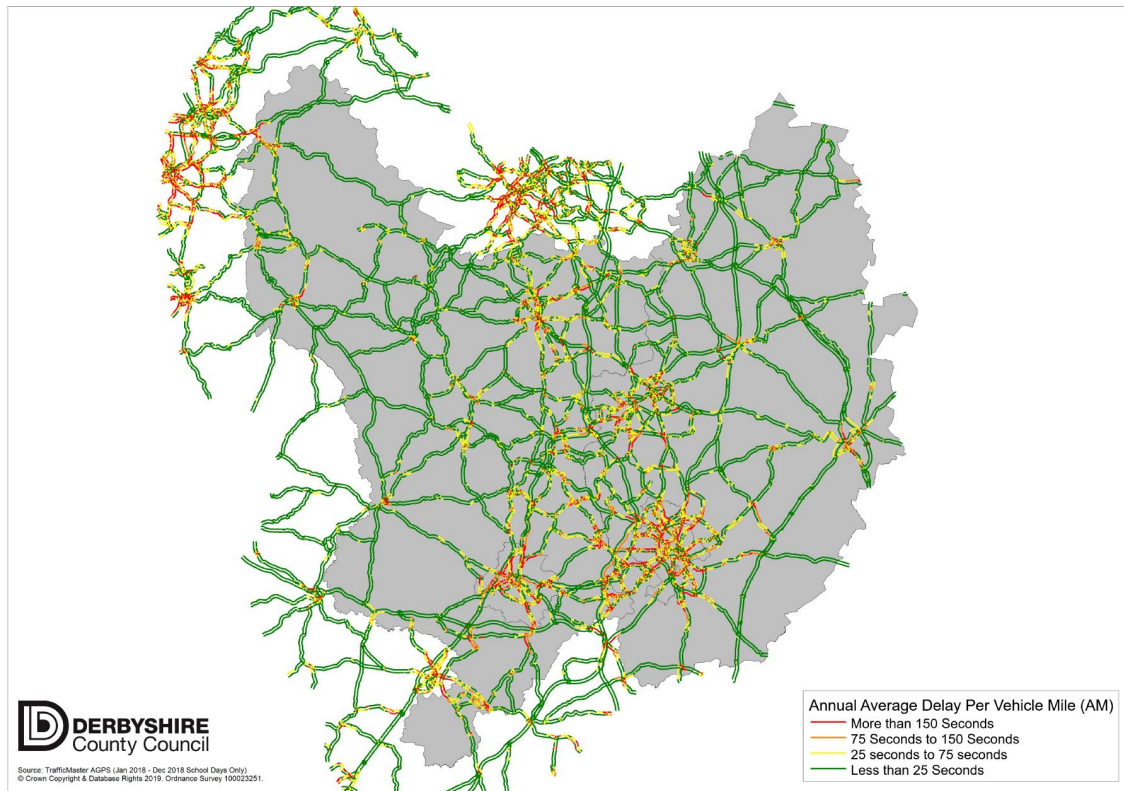 DERBYSHIRE
County Council
Source: TrafficMaster AGPS (Jan 2018 - Dec 2018 School Days Only)
© Crown Copyright & Database Rights 2019. Ordnance Survey 100023251.
Annual Average Delay Per Vehicle Mile (AM)
More than 150 Seconds
75 Seconds to 150 Seconds
25 seconds to 75 seconds
Less than 25 Seconds